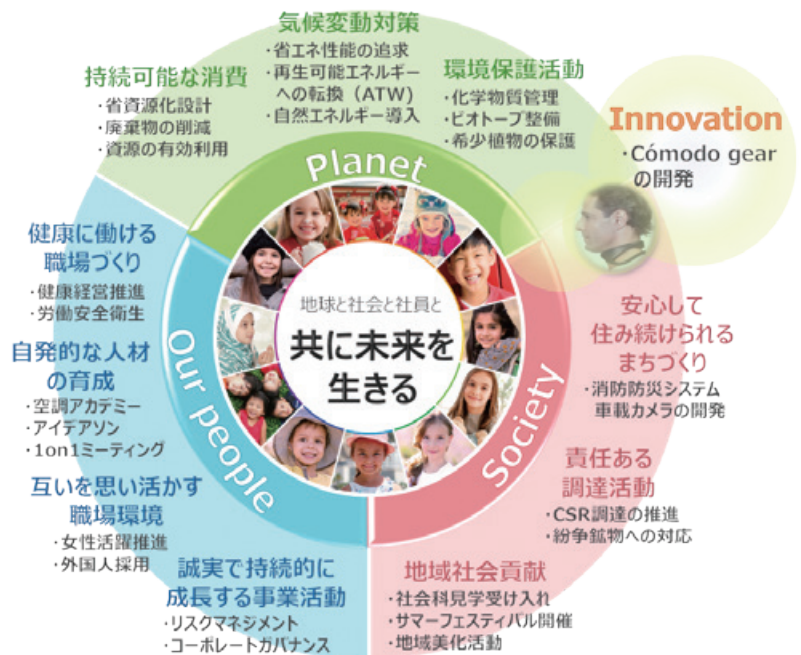 気候変動対策
・省エネ性能の追求
・再生可能エネルギー
への転換（ATW)
・自然エネルギー導入
持続可能な消費
・省資源化設計
・廃棄物の削減
・資源の有効利用
環境保護活動
・化学物質管理
・ビオトープ整備
・希少植物の保護
Innovation
・Cómodo gear
の開発
Planet
健康に働ける
職場づくり
・健康経営推進
・労働安全衛生
自発的な人材
の育成
・空調アカデミー
・アイデアソン
・1on1ミーティング
互いを思い活かす
職場環境
・女性活躍推進
・外国人採用
誠実で持続的に
成長する事業活動
・リスクマネジメント
・コーポレートガバナンス
Our people
地球と社会と社員と
共に未来を
生きる
Society
安心して
住み続けられる
まちづくり
・消防防災システム
車載カメラの開発
責任ある
調達活動
・CSR調達の推進
・紛争鉱物への対応
地域社会貢献
・社会科見学受け入れ
・サマーフェスティバル開催
・地域美化活動